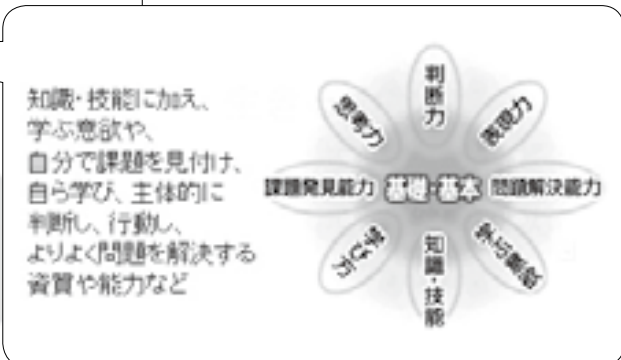 知識・技能に加え、
学ぶ意欲や、
自分で課題を見付け、
自ら学び、主体的に
判断し、行動し、
よりよく問題を解決する
資質や能力など
判断力
思考力
表現力
課題発見能力
基礎・基本
問題解決能力
学び方
学ぶ意欲
知識・技能